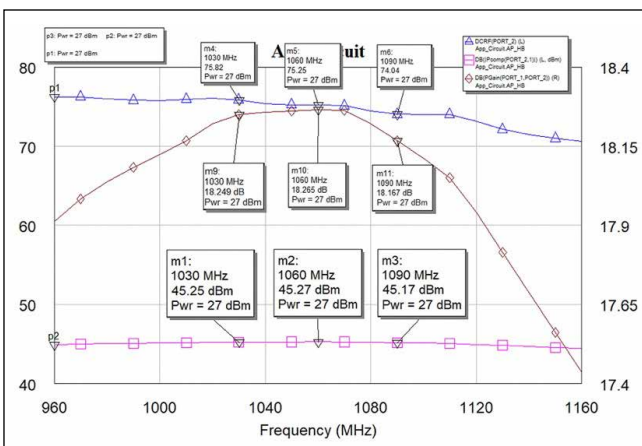 p3: Pwr = 27 dBm p2: Pwr = 27 dBm
p1: Pwr = 27 dBm
DCRF(PORT_2) (L)
App_Circuit.AP_HB
DB(|Pcomp(PORT_2,1)|) (L, dBm)
App_Circuit.AP_HB
DB(PGain(PORT_1,PORT_2)) (R)
App_Circuit.AP_HB
m4:
1030 MHz
75.82
Pwr = 27 dBm
m5:
1060 MHz
75.25
Pwr = 27 dBm
m6:
1090 MHz
74.04
Pwr = 27 dBm
m9:
1030 MHz
18.249 dB
Pwr = 27 dBm
m10:
1060 MHz
18.265 dB
Pwr = 27 dBm
m11:
1090 MHz
18.167 dB
Pwr = 27 dBm
m1:
1030 MHz
45.25 dBm
Pwr = 27 dBm
m2:
1060 MHz
45.27 dBm
Pwr = 27 dBm
m3:
1090 MHz
45.17 dBm
Pwr = 27 dBm
p1
p2
80
70
60
50
40
18.4
18.15
17.9
17.65
17.4
960 1000 1040 1080 1120 1160
Frequency (MHz)